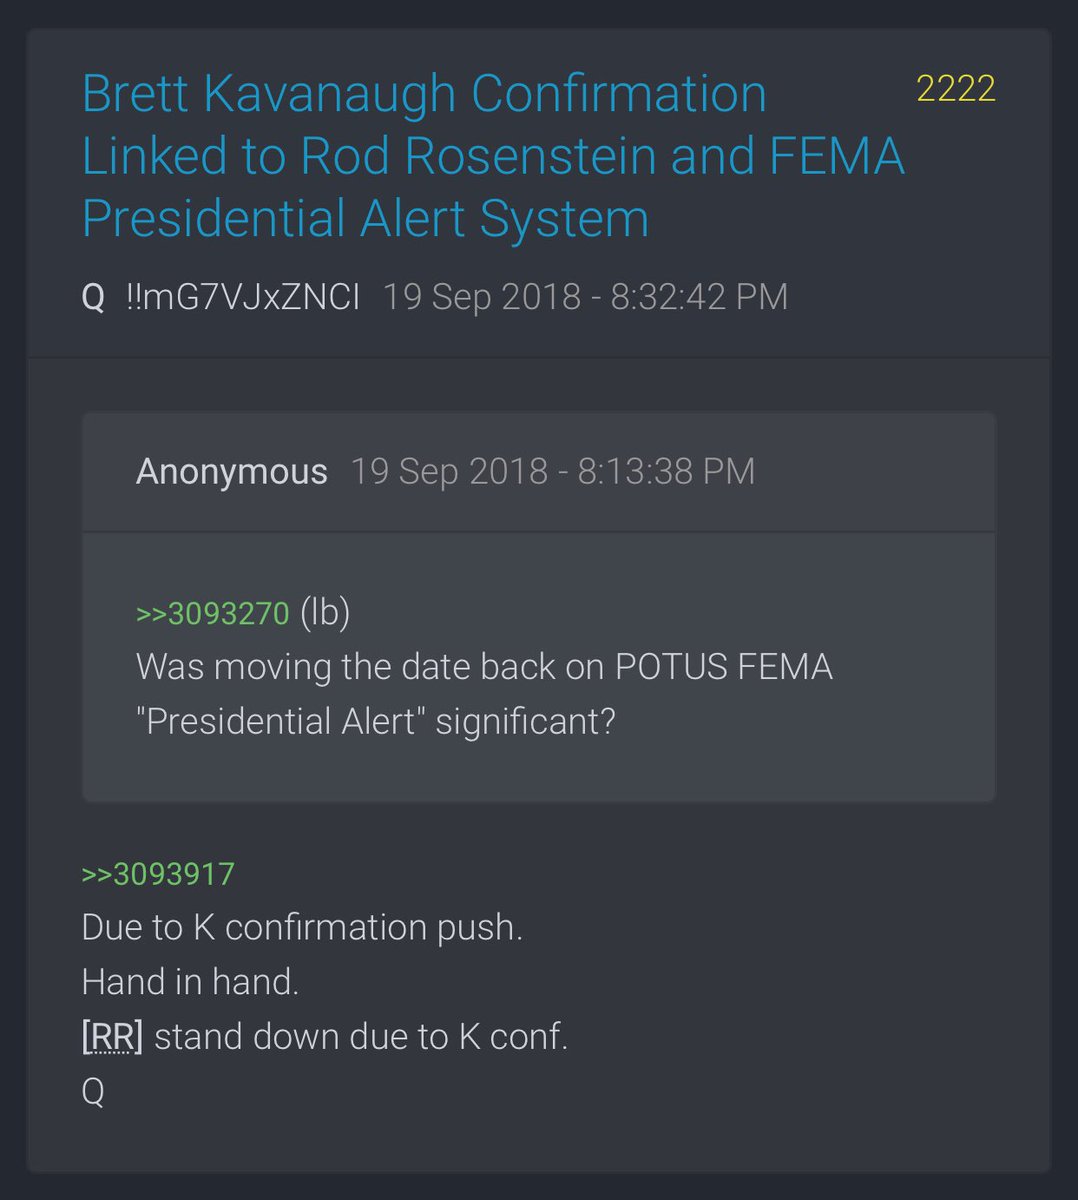 Brett Kavanaugh Confirmation
2222
Linked to Rod Rosenstein and FEMA
Presidential Alert System
Q !!mG7VJxZNCI 19 Sep 2018 - 8:32:42 PM
Anonymous 19 Sep 2018 - 8:13:38 PM
>>3093270 (lb)
Was moving the date back on POTUS FEMA
"Presidential Alert" significant?
>>3093917
Due to K confirmation push.
Hand in hand.
[RR] stand down due to K conf.
Q